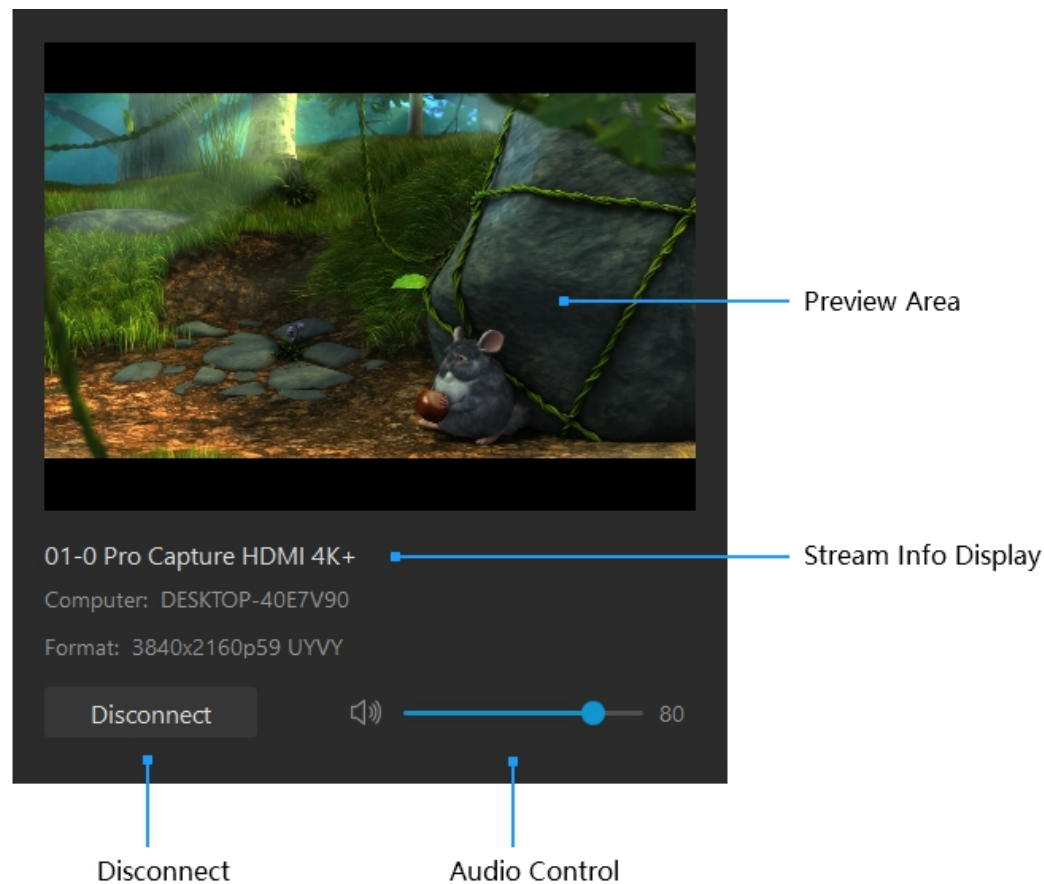 Preview Area
01-0 Pro Capture HDMI 4K+
Stream Info Display
Computer: DESKTOP-40E7V90
Format: 3840x2160p59 UYVY
Disconnect
80
Disconnect
Audio Control